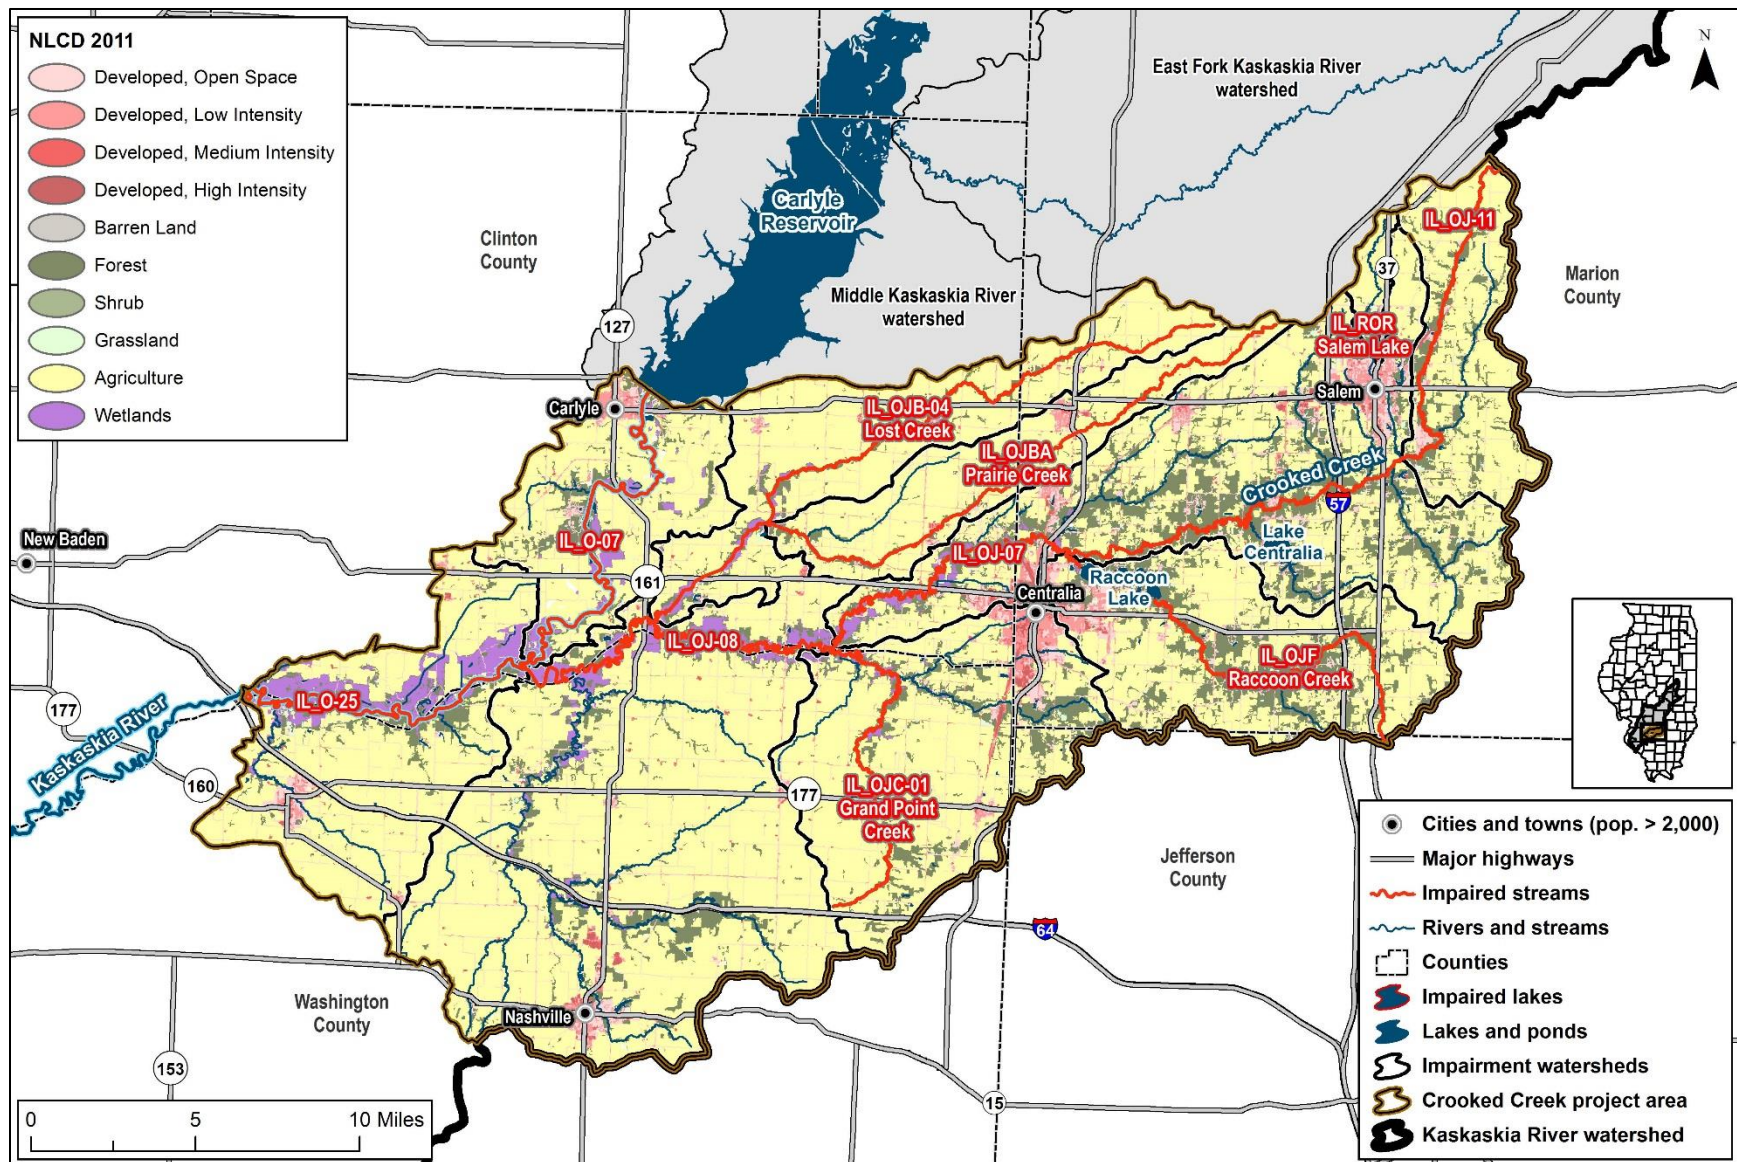 NLCD 2011
Developed, Open Space
Developed, Low Intensity
Developed, Medium Intensity
Developed, High Intensity
Barren Land
Forest
Shrub
Grassland
Agriculture
Wetlands
N
East Fork Kaskaskia River
watershed
Carlyle
Reservoir
Clinton
County
Middle Kaskaskia River
watershed
Marion
County
IL_OJ-11
37
127
IL_ROR
Salem Lake
Salem
Carlyle
IL_OJB-04
Lost Creek
IL_OJBA
Prairie Creek
Crooked Creek
57
Lake
Centralia
New Baden
IL_O-07
IL_OJ-07
161
Raccoon
Lake
Centralia
IL_OJ-08
IL_OJF
Raccoon Creek
IL_O-25
177
Kaskaskia River
160
177
IL_OJC-01
Grand Point
Creek
Jefferson
County
64
Washington
County
Nashville
153
15
0
5
10 Miles
Cities and towns (pop. > 2,000)
Major highways
Impaired streams
Rivers and streams
Counties
Impaired lakes
Lakes and ponds
Impairment watersheds
Crooked Creek project area
Kaskaskia River watershed